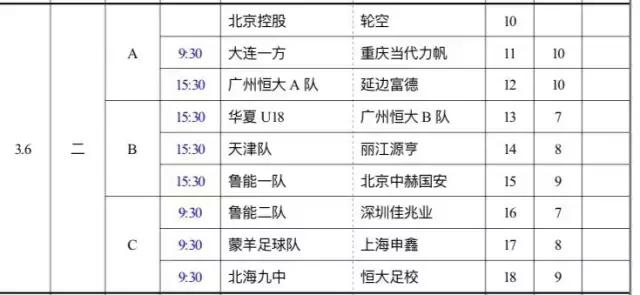 北京控股 轮空 10
A 9:30 大连一方 重庆当代力帆 11 10
15:30 广州恒大 A 队 延边富德 12 10
15:30 华夏 U18 广州恒大 B 队 13 7
3.6 二 B 15:30 天津队 丽江源亨 14 8
15:30 鲁能一队 北京中赫国安 15 9
9:30 鲁能二队 深圳佳兆业 16 7
C 9:30 蒙羊足球队 上海申鑫 17 8
9:30 北海九中 恒大足校 18 9